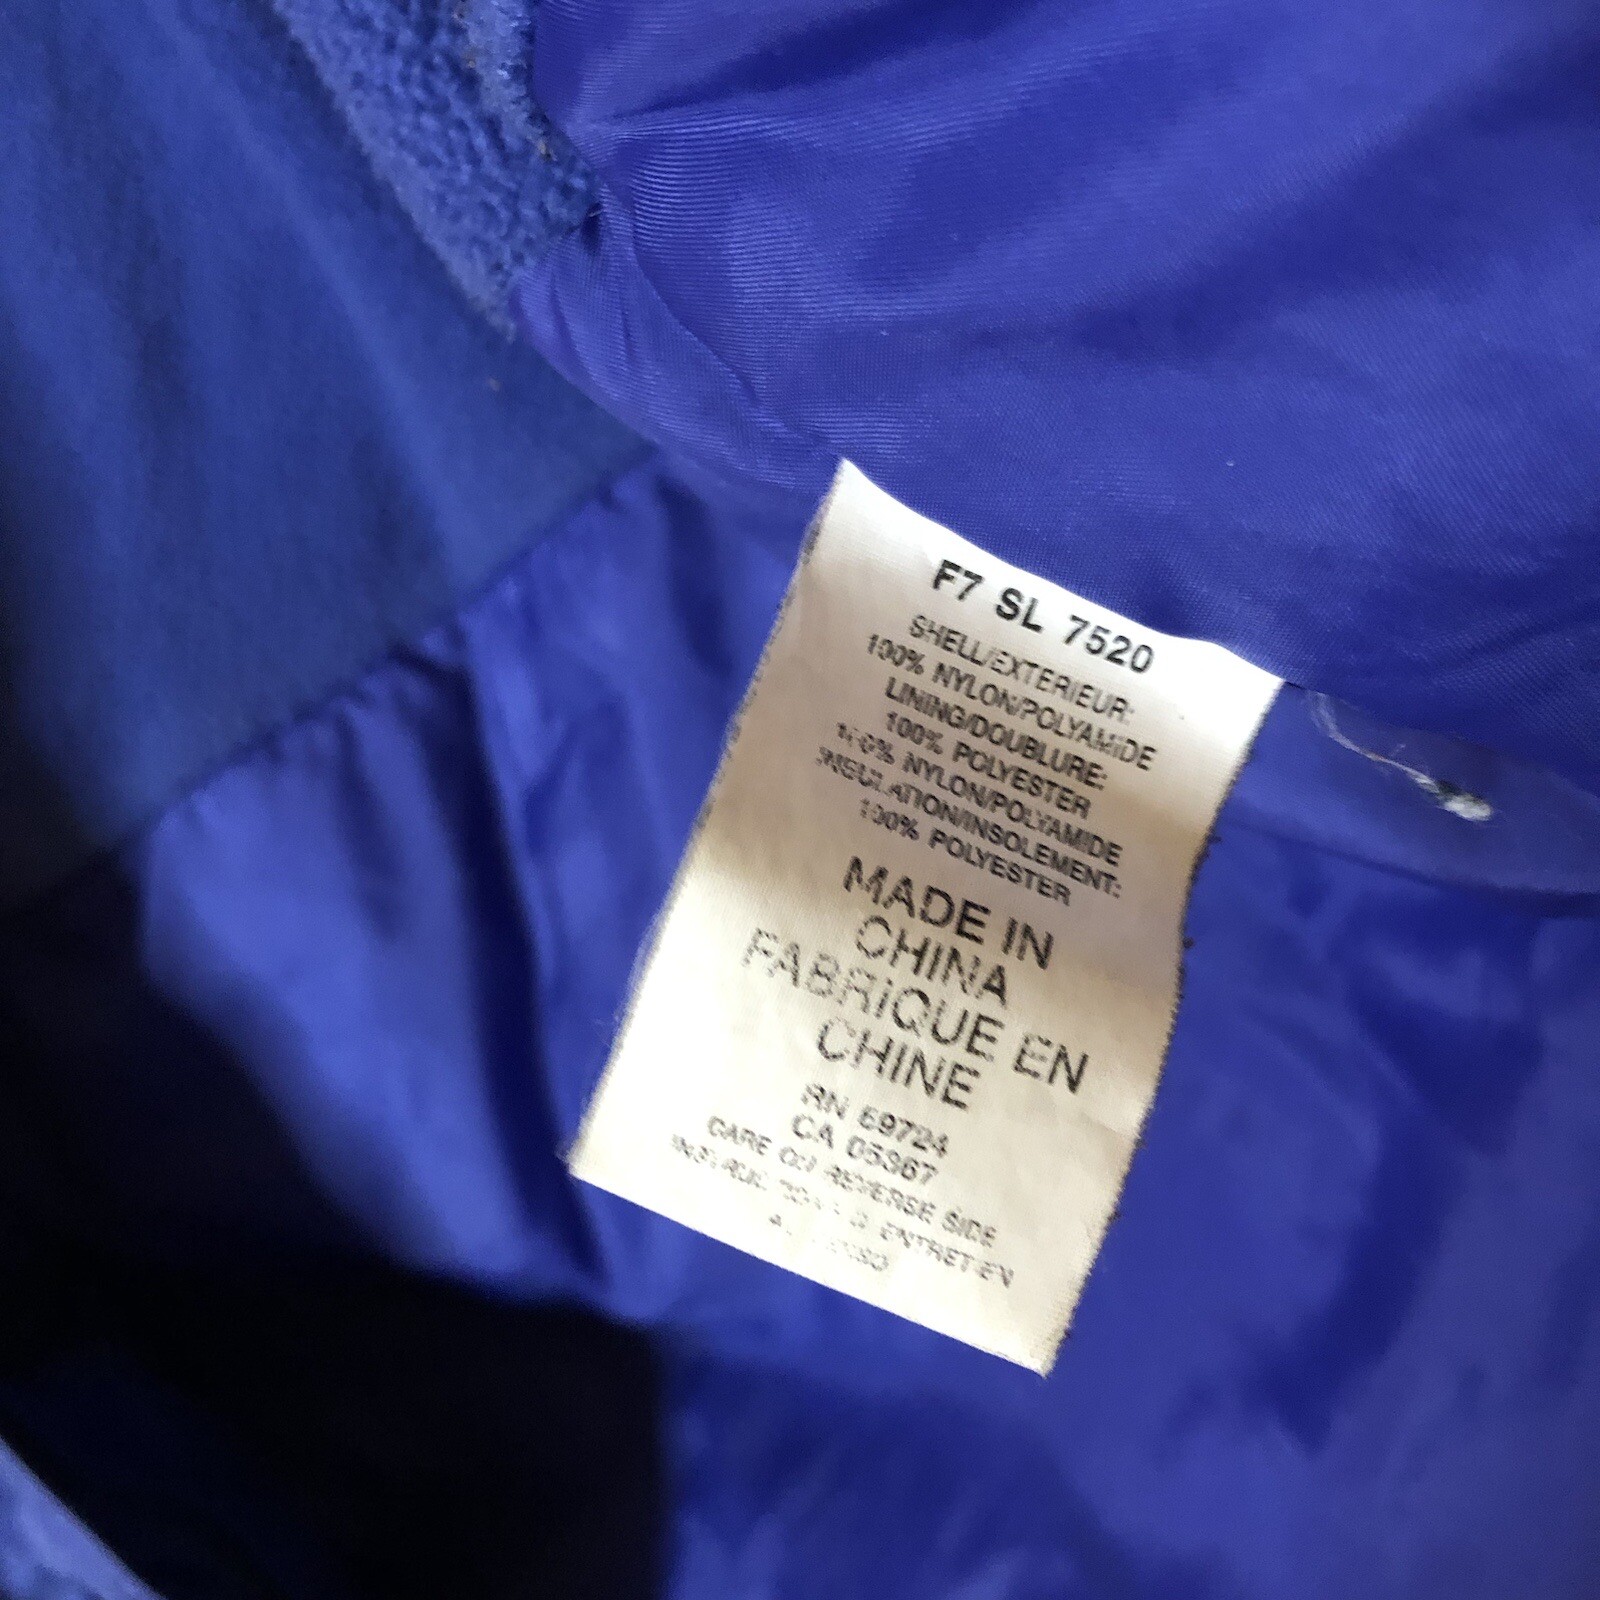 F7 SL 7520
SHELL/EXTERIEUR:
100% NYLON/POLYAMIDE
LINING/DOUBLURE:
100% POLYESTER
100% NYLON/POLYAMIDE
INSULATION/INSOLEMENT:
100% POLYESTER
MADE IN
CHINA
FABRIQUE EN
CHINE
RN 69724
CA 05367
CARE ON REVERSE SIDE
ENTRETIEN